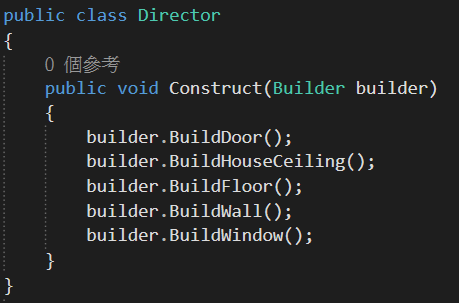 public class Director
{
0 個參考
public void Construct(Builder builder)
{
builder.BuildDoor();
builder.BuildHouseCeiling();
builder.BuildFloor();
builder.BuildWall();
builder.BuildWindow();
}
}